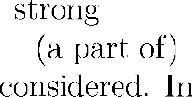 strong
(a part of)
considered. In